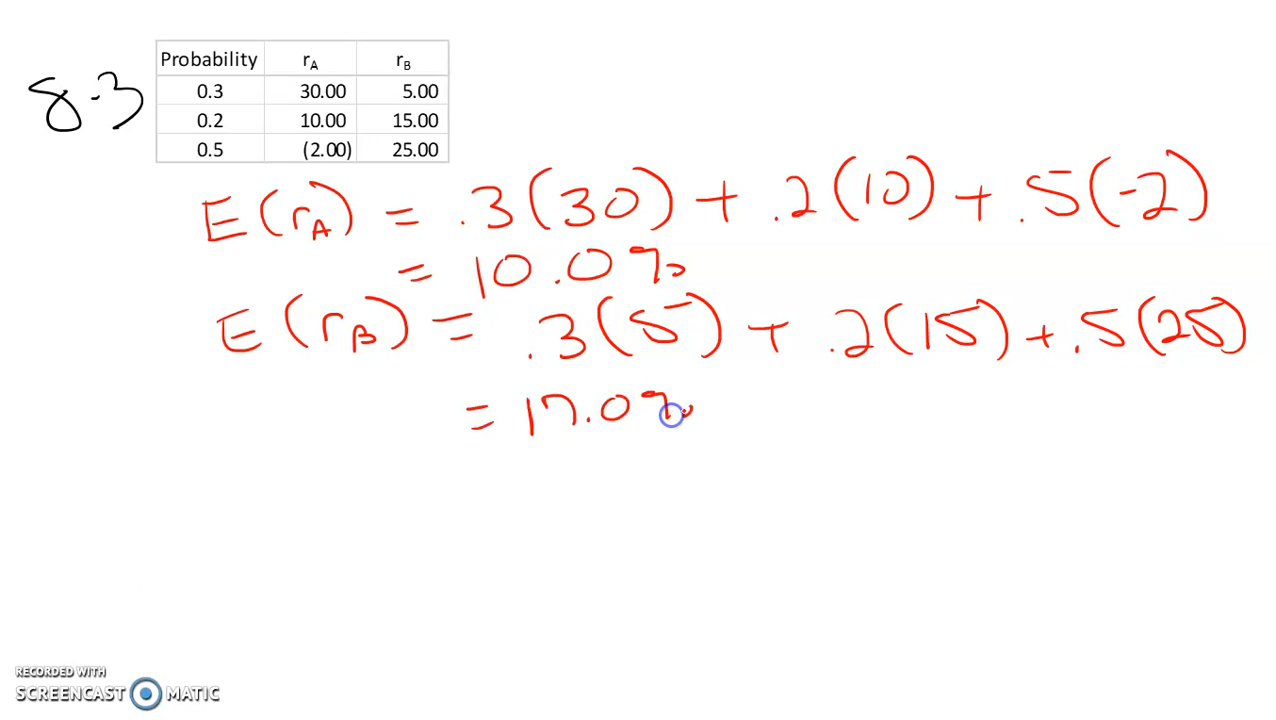 8-3
Probability rA rB
0.3 30.00 5.00
0.2 10.00 15.00
0.5 (2.00) 25.00
E(rA) = .3(30) + .2(10) + .5(-2)
= 10.0%
E(rB) = .3(5) + .2(15) + .5(25)
= 17.0%
RECORDED WITH
SCREENCAST MATIC